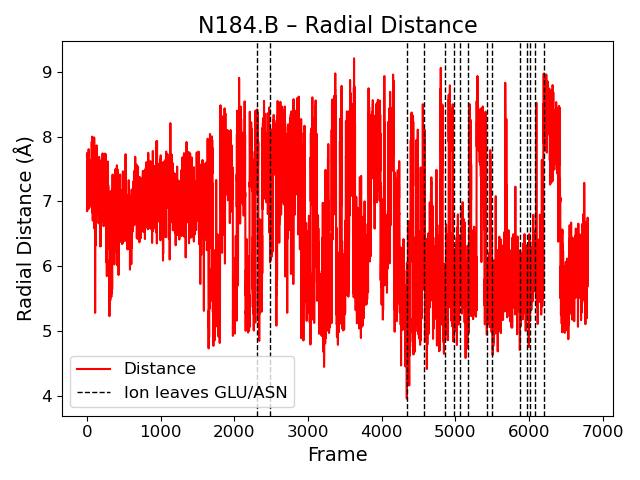 N184.B – Radial Distance
Radial Distance (Å)
9
8
7
6
5
4
Distance
Ion leaves GLU/ASN
0
1000
2000
3000
4000
5000
6000
7000
Frame